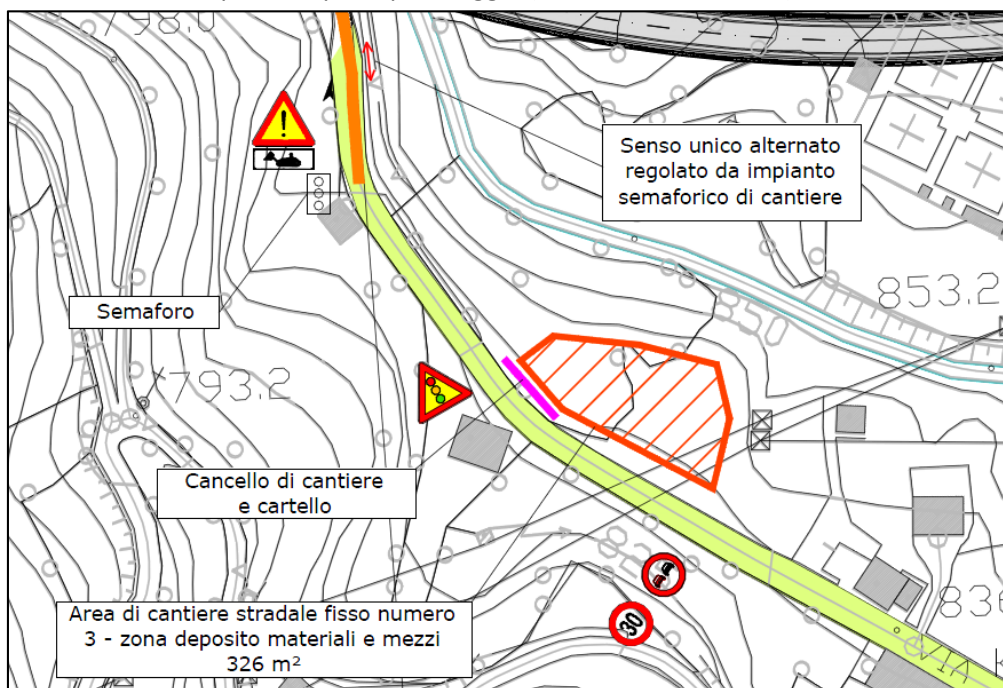 798.0
Senso unico alternato
regolato da impianto
semaforico di cantiere
853.2
850
Semaforo
793.2
Cancello di cantiere
e cartello
30
Area di cantiere stradale fisso numero
3 - zona deposito materiali e mezzi
326 m²
836